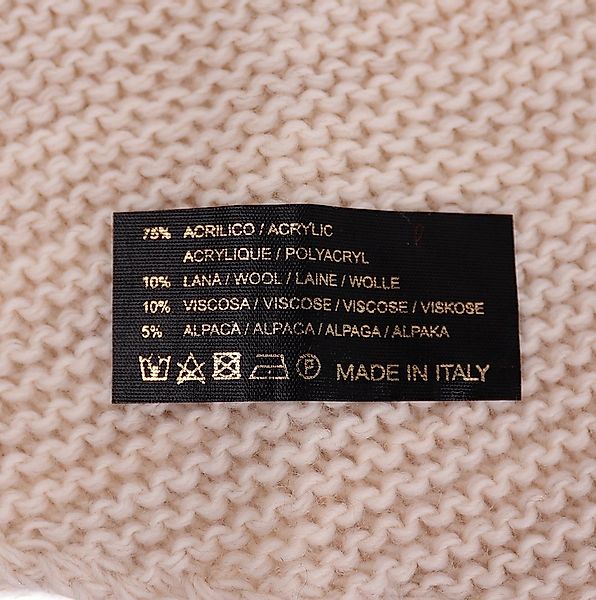 75% ACRILICO / ACRYLIC
ACRYLIQUE / POLYACRYL
10% LANA / WOOL / LAINE / WOLLE
10% VISCOSA / VISCOSE / VISCOSE / VISKOSE
5% ALPACA / ALPACA / ALPAGA / ALPAKA
P MADE IN ITALY